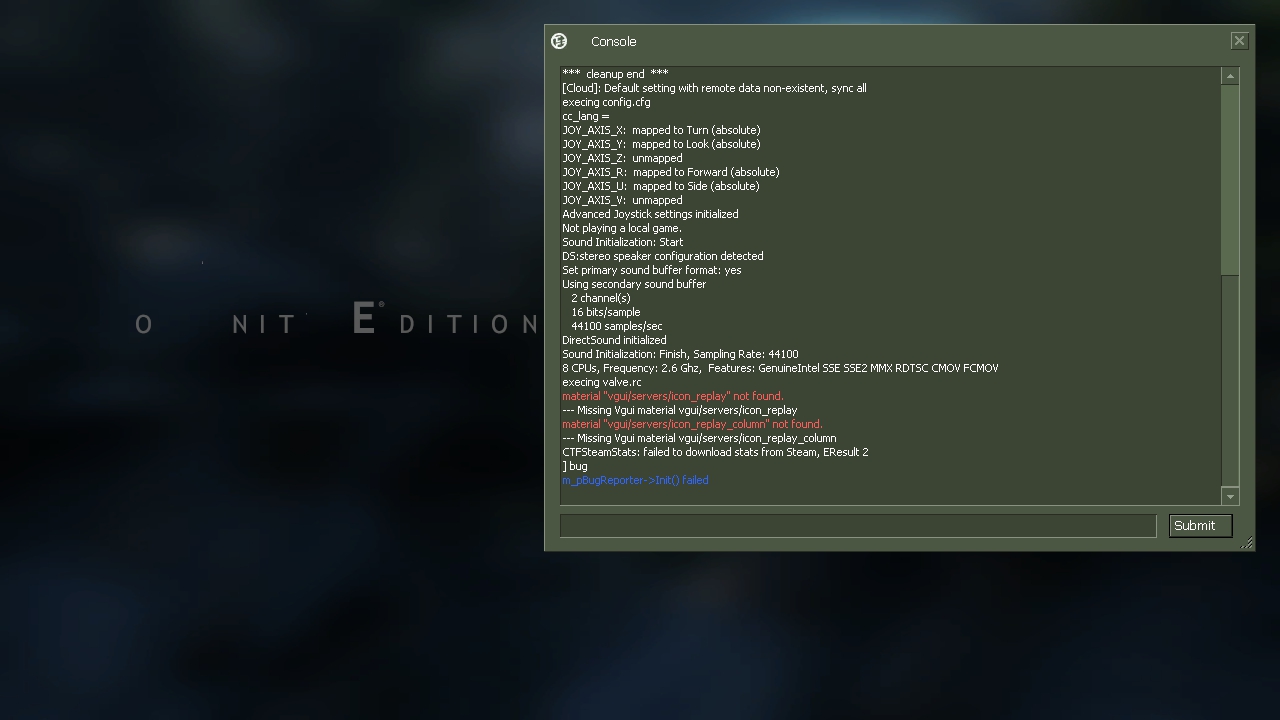 Console
*** cleanup end ***
[Cloud]: Default setting with remote data non-existent, sync all
execing config.cfg
cc_lang =
JOY_AXIS_X: mapped to Turn (absolute)
JOY_AXIS_Y: mapped to Look (absolute)
JOY_AXIS_Z: unmapped
JOY_AXIS_R: mapped to Forward (absolute)
JOY_AXIS_U: mapped to Side (absolute)
JOY_AXIS_V: unmapped
Advanced Joystick settings initialized
Not playing a local game.
Sound Initialization: Start
DS:stereo speaker configuration detected
Set primary sound buffer format: yes
Using secondary sound buffer
2 channel(s)
16 bits/sample
44100 samples/sec
DirectSound initialized
Sound Initialization: Finish, Sampling Rate: 44100
8 CPUs, Frequency: 2.6 Ghz, Features: GenuineIntel SSE SSE2 MMX RDTSC CMOV FCMOV
execing valve.rc
material "vgui/servers/icon_replay" not found.
--- Missing Vgui material vgui/servers/icon_replay
material "vgui/servers/icon_replay_column" not found.
--- Missing Vgui material vgui/servers/icon_replay_column
CTFSteamStats: failed to download stats from Steam, EResult 2
] bug
m_pBugReporter->Init() failed
Submit
O NIT E° DITION